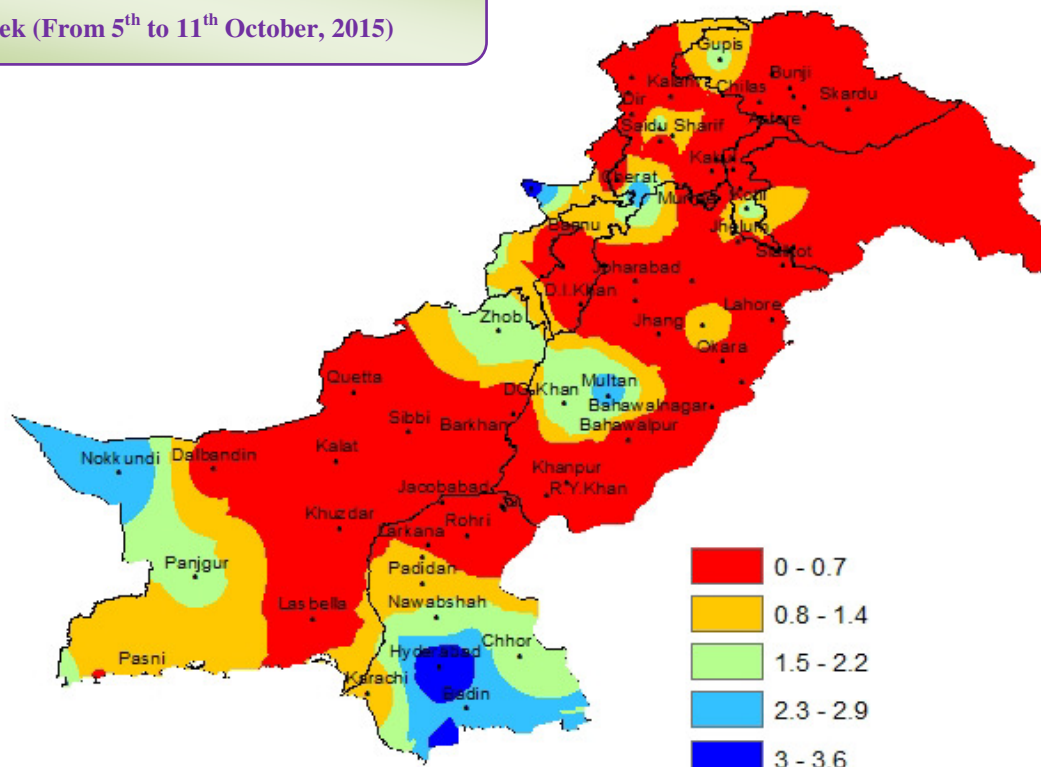 ek (From 5th to 11th October, 2015)
Gupis
Bunji
Kalam
Chilas
Skardu
Dir
Astore
Saidu Sharif
Kakul
Cherat
Kotli
Bannu
Jhelum
Sialkot
Joharabad
D.I.Khan
Lahore
Zhob
Jhang
Okara
Quetta
DG.Khan
Multan
Bahawalnagar
Sibbi
Barkhan
Bahawalpur
Nokkundi
Dalbandin
Kalat
Khanpur
Jacobabad
R.Y.Khan
Khuzdar
Rohri
Larkana
Panjgur
Padidan
0 - 0.7
Lasbella
Nawabshah
0.8 - 1.4
Pasni
Hyderabad
Chhor
1.5 - 2.2
Karachi
Badin
2.3 - 2.9
3 - 3.6